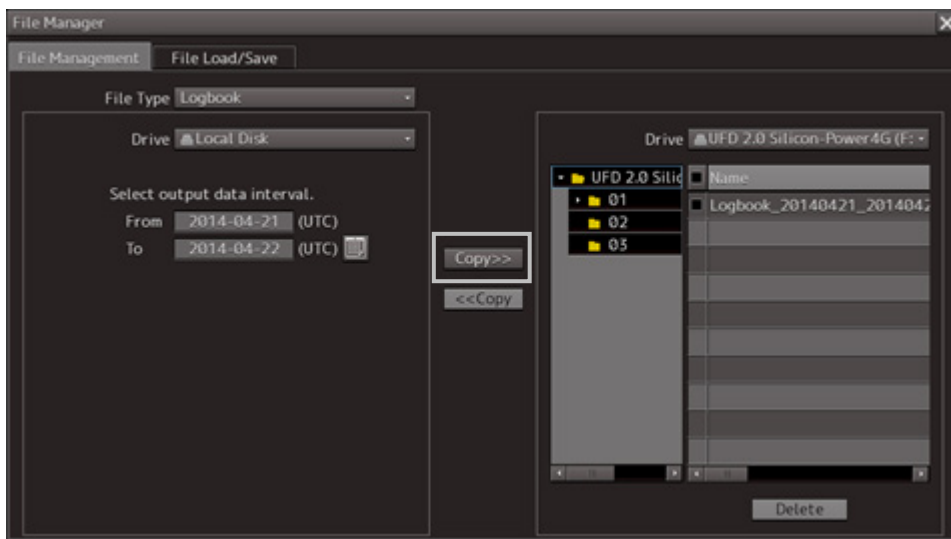 File Manager
File Management
File Load/Save
File Type Logbook
Drive Local Disk
Select output data interval.
From 2014-04-21 (UTC)
To 2014-04-22 (UTC)
Copy>>
<<Copy
Drive UFD 2.0 Silicon-Power4G (F:
UFD 2.0 Silic
01
02
03
Name
Logbook_20140421_2014042
Delete